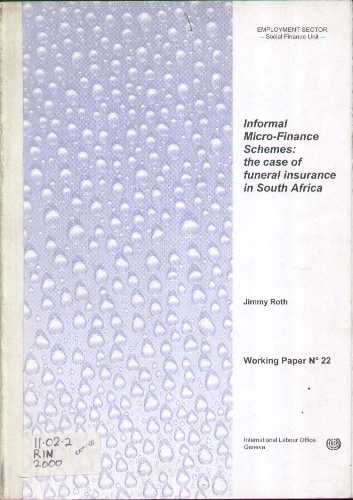 EMPLOYMENT SECTOR
-- Social Finance Unit --
Informal
Micro-Finance
Schemes:
the case of
funeral insurance
in South Africa
Jimmy Roth
Working Paper N° 22
International Labour Office
Geneva
11.02.2
RIN
2000